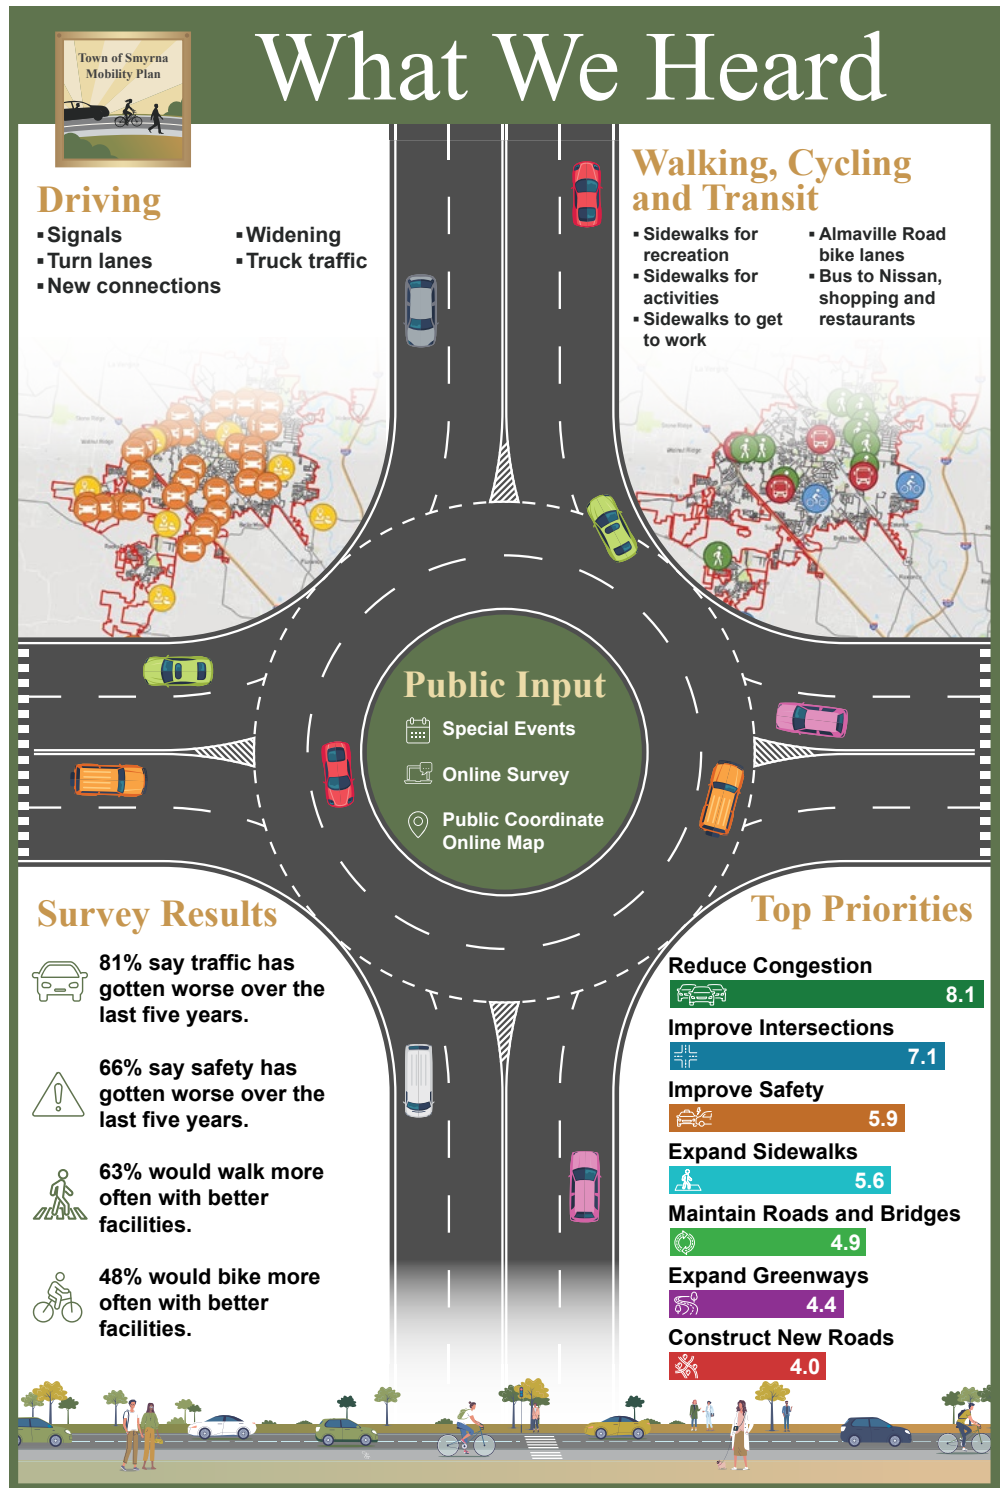 Town of Smyrna
Mobility Plan
What We Heard
Driving
▪ Signals
▪ Turn lanes
▪ New connections
▪ Widening
▪ Truck traffic
Walking, Cycling
and Transit
▪ Sidewalks for
recreation
▪ Sidewalks for
activities
▪ Sidewalks to get
to work
▪ Almaville Road
bike lanes
▪ Bus to Nissan,
shopping and
restaurants
Public Input
Special Events
Online Survey
Public Coordinate
Online Map
Survey Results
81% say traffic has
gotten worse over the
last five years.
66% say safety has
gotten worse over the
last five years.
63% would walk more
often with better
facilities.
48% would bike more
often with better
facilities.
Top Priorities
Reduce Congestion
8.1
Improve Intersections
7.1
Improve Safety
5.9
Expand Sidewalks
5.6
Maintain Roads and Bridges
4.9
Expand Greenways
4.4
Construct New Roads
4.0